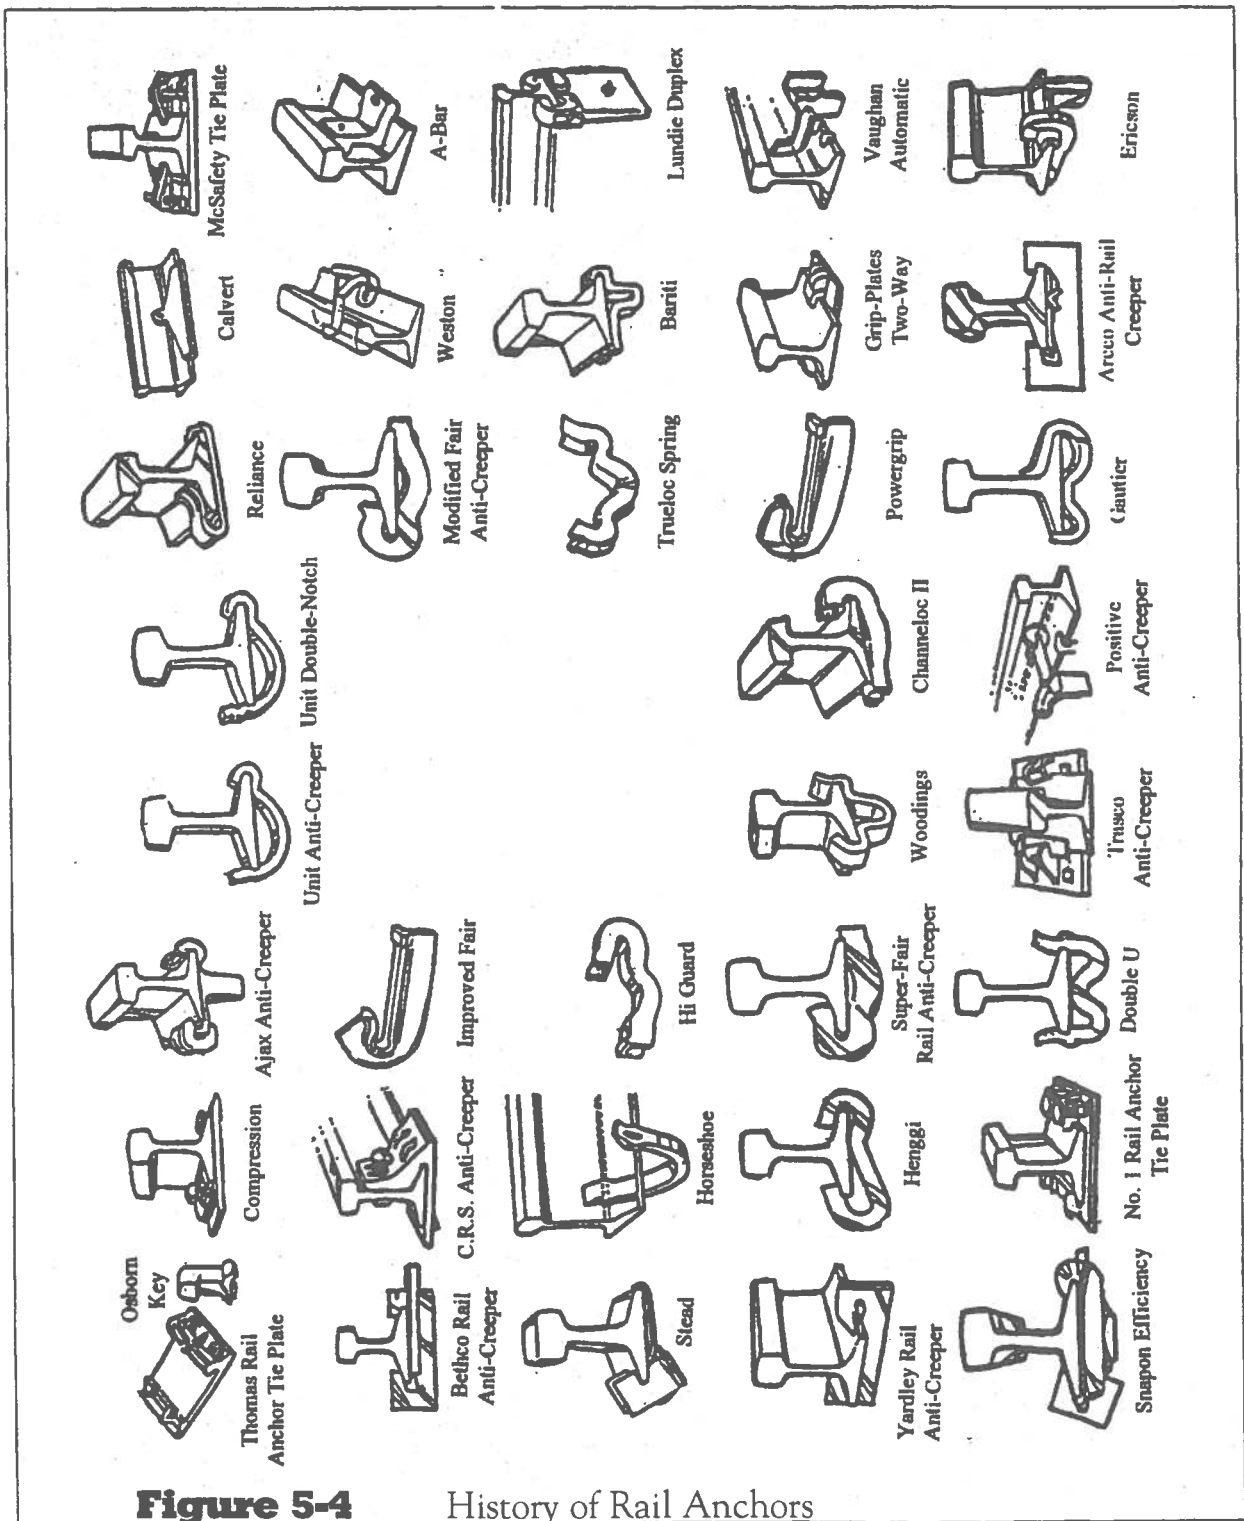 Osborn
Key
Thomas Rail
Anchor Tie Plate
Compression
Ajax Anti-Creeper
Unit Anti-Creeper
Unit Double-Notch
Reliance
Calvert
McSafety Tie Plate
Bethco Rail
Anti-Creeper
C.R.S. Anti-Creeper
Improved Fair
Modified Fair
Anti-Creeper
Weston
A-Bar
Stead
Horseshoe
Hi Guard
Trueloc Spring
Bariti
Lundie Duplex
Yardley Rail
Anti-Creeper
Henggi
Super-Fair
Rail Anti-Creeper
Woodings
Channeloc II
Powergrip
Grip-Plates
Two-Way
Vaughan
Automatic
Snapon Efficiency
No. 1 Rail Anchor
Tie Plate
Double U
Trusco
Anti-Creeper
Positive
Anti-Creeper
Gautier
Anti-Rail
Creeper
Ericson
Figure 5-4 History of Rail Anchors